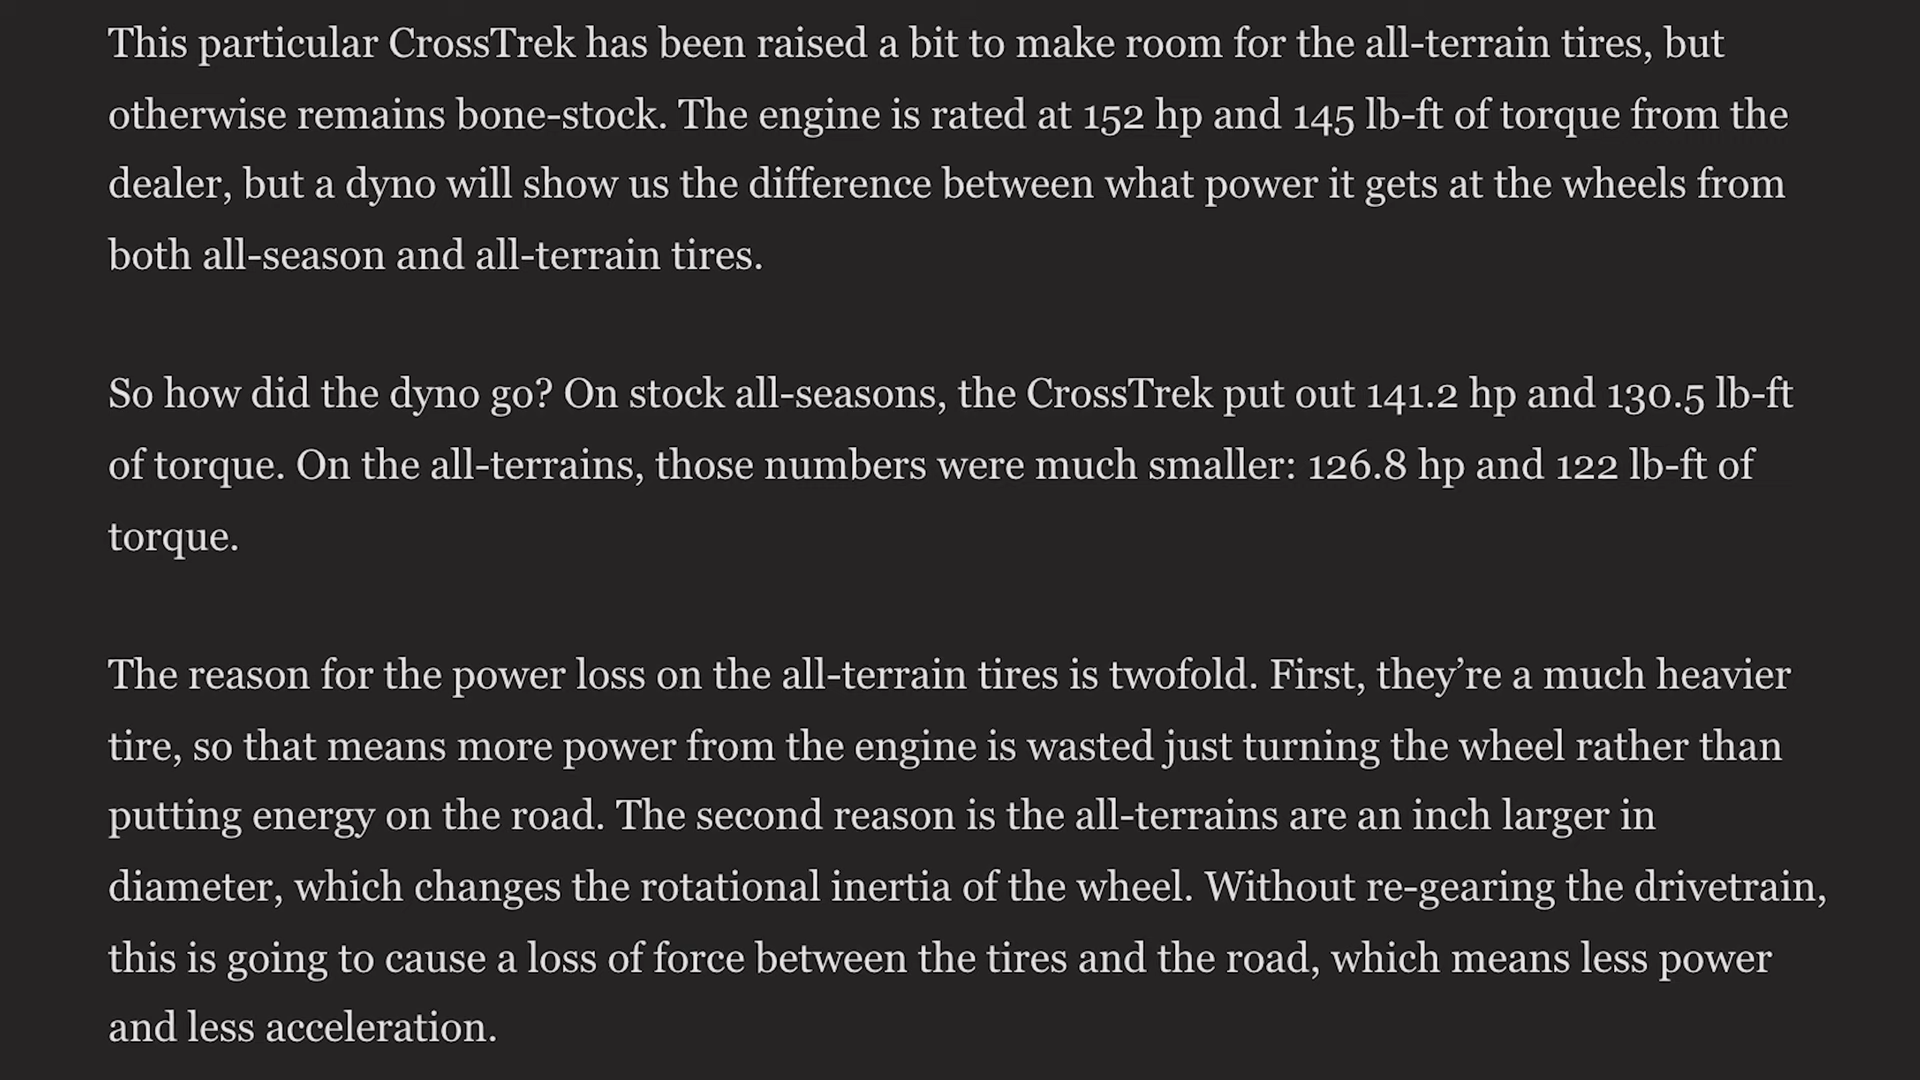 This particular CrossTrek has been raised a bit to make room for the all-terrain tires, but
otherwise remains bone-stock. The engine is rated at 152 hp and 145 lb-ft of torque from the
dealer, but a dyno will show us the difference between what power it gets at the wheels from
both all-season and all-terrain tires.
So how did the dyno go? On stock all-seasons, the CrossTrek put out 141.2 hp and 130.5 lb-ft
of torque. On the all-terrains, those numbers were much smaller: 126.8 hp and 122 lb-ft of
torque.
The reason for the power loss on the all-terrain tires is twofold. First, they’re a much heavier
tire, so that means more power from the engine is wasted just turning the wheel rather than
putting energy on the road. The second reason is the all-terrains are an inch larger in
diameter, which changes the rotational inertia of the wheel. Without re-gearing the drivetrain,
this is going to cause a loss of force between the tires and the road, which means less power
and less acceleration.